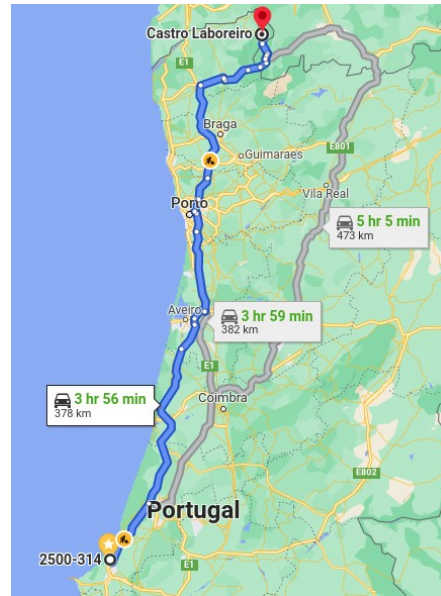 Castro Laboreiro
E1
Braga
Guimaraes
E801
Vila Real
Porto
5 hr 5 min
473 km
Aveiro
3 hr 59 min
382 km
E1
3 hr 56 min
378 km
Coimbra
E802
Portugal
2500-314
E1